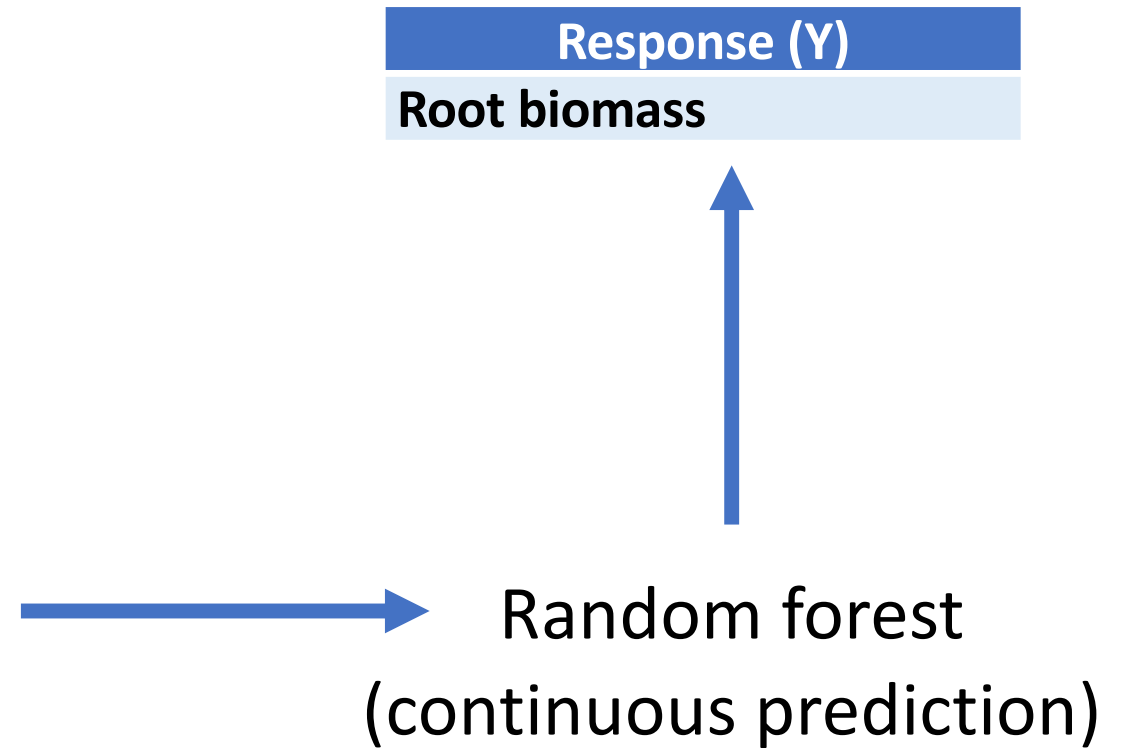 Response (Y)
Root biomass
Random forest
(continuous prediction)